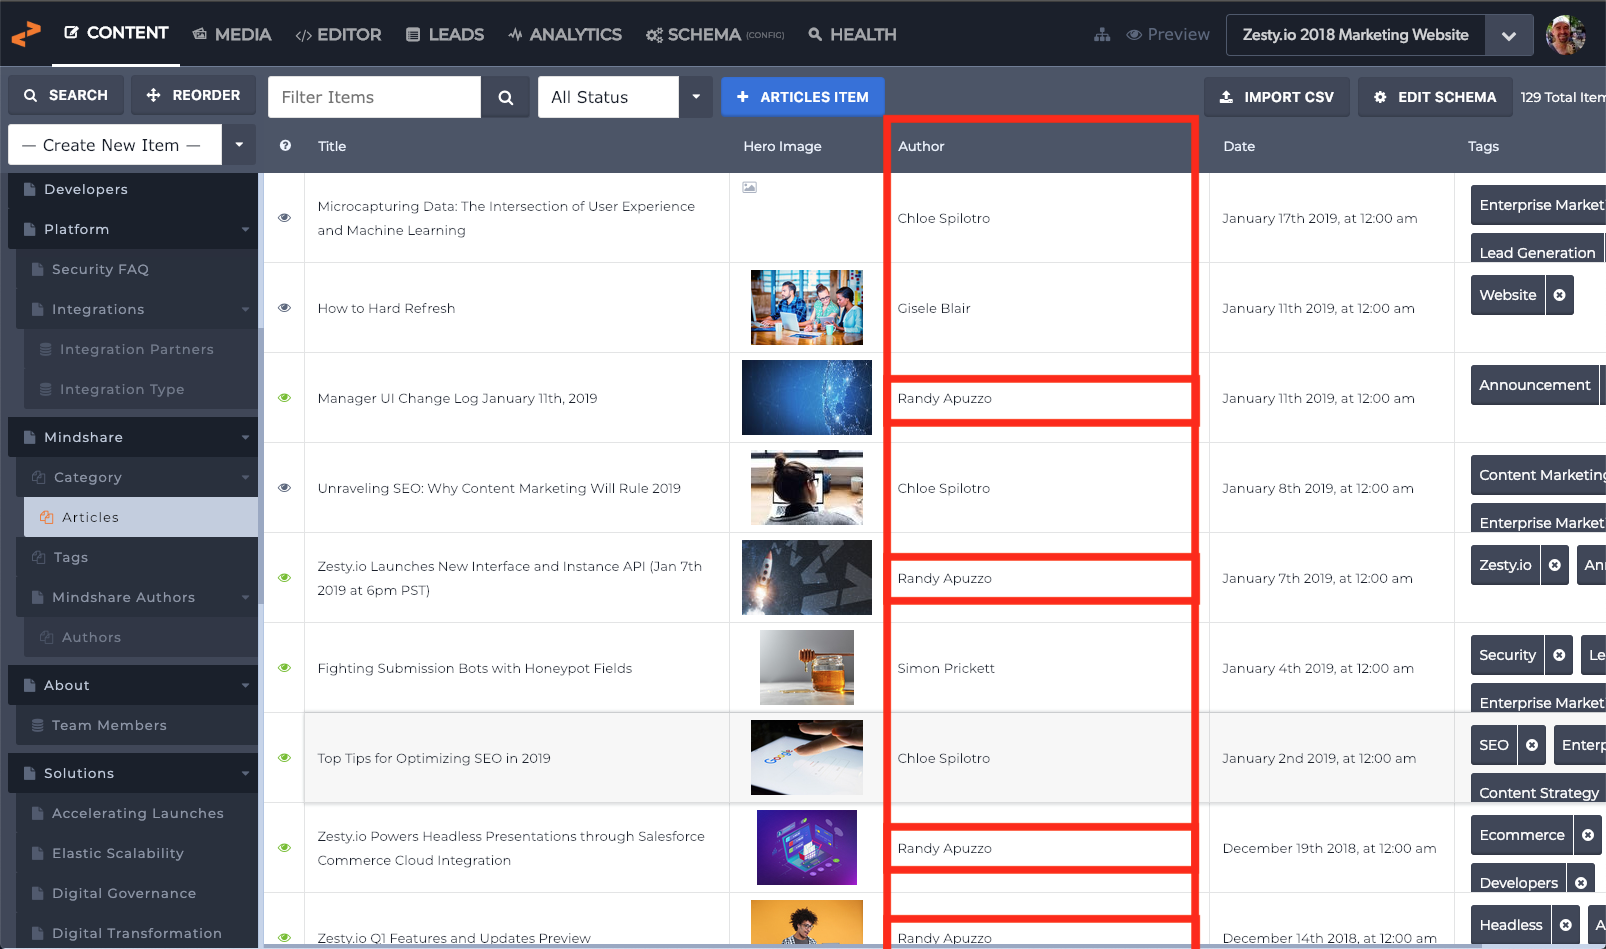 CONTENT MEDIA </> EDITOR LEADS ANALYTICS SCHEMA (CONFIG) HEALTH Preview Zesty.io 2018 Marketing Website
SEARCH REORDER Filter Items All Status + ARTICLES ITEM IMPORT CSV EDIT SCHEMA 129 Total Item
— Create New Item —
Title Hero Image Author Date Tags
Developers
Platform
Security FAQ
Integrations
Integration Partners
Integration Type
Mindshare
Category
Articles
Tags
Mindshare Authors
Authors
About
Team Members
Solutions
Accelerating Launches
Elastic Scalability
Digital Governance
Digital Transformation
Microcapturing Data: The Intersection of User Experience
and Machine Learning
Chloe Spilotro
January 17th 2019, at 12:00 am
Enterprise Market
Lead Generation
How to Hard Refresh
Gisele Blair
January 11th 2019, at 12:00 am
Website
Manager UI Change Log January 11th, 2019
Randy Apuzzo
January 11th 2019, at 12:00 am
Announcement
Unraveling SEO: Why Content Marketing Will Rule 2019
Chloe Spilotro
January 8th 2019, at 12:00 am
Content Marketing
Enterprise Market
Zesty.io Launches New Interface and Instance API (Jan 7th
2019 at 6pm PST)
Randy Apuzzo
January 7th 2019, at 12:00 am
Zesty.io An
Fighting Submission Bots with Honeypot Fields
Simon Prickett
January 4th 2019, at 12:00 am
Security Le
Enterprise Market
Top Tips for Optimizing SEO in 2019
Google
Chloe Spilotro
January 2nd 2019, at 12:00 am
SEO Enterp
Content Strategy
Zesty.io Powers Headless Presentations through Salesforce
Commerce Cloud Integration
Randy Apuzzo
December 19th 2018, at 12:00 am
Ecommerce
Developers
Zesty.io Q1 Features and Updates Preview
Randy Apuzzo
December 14th 2018, at 12:00 am
Headless A